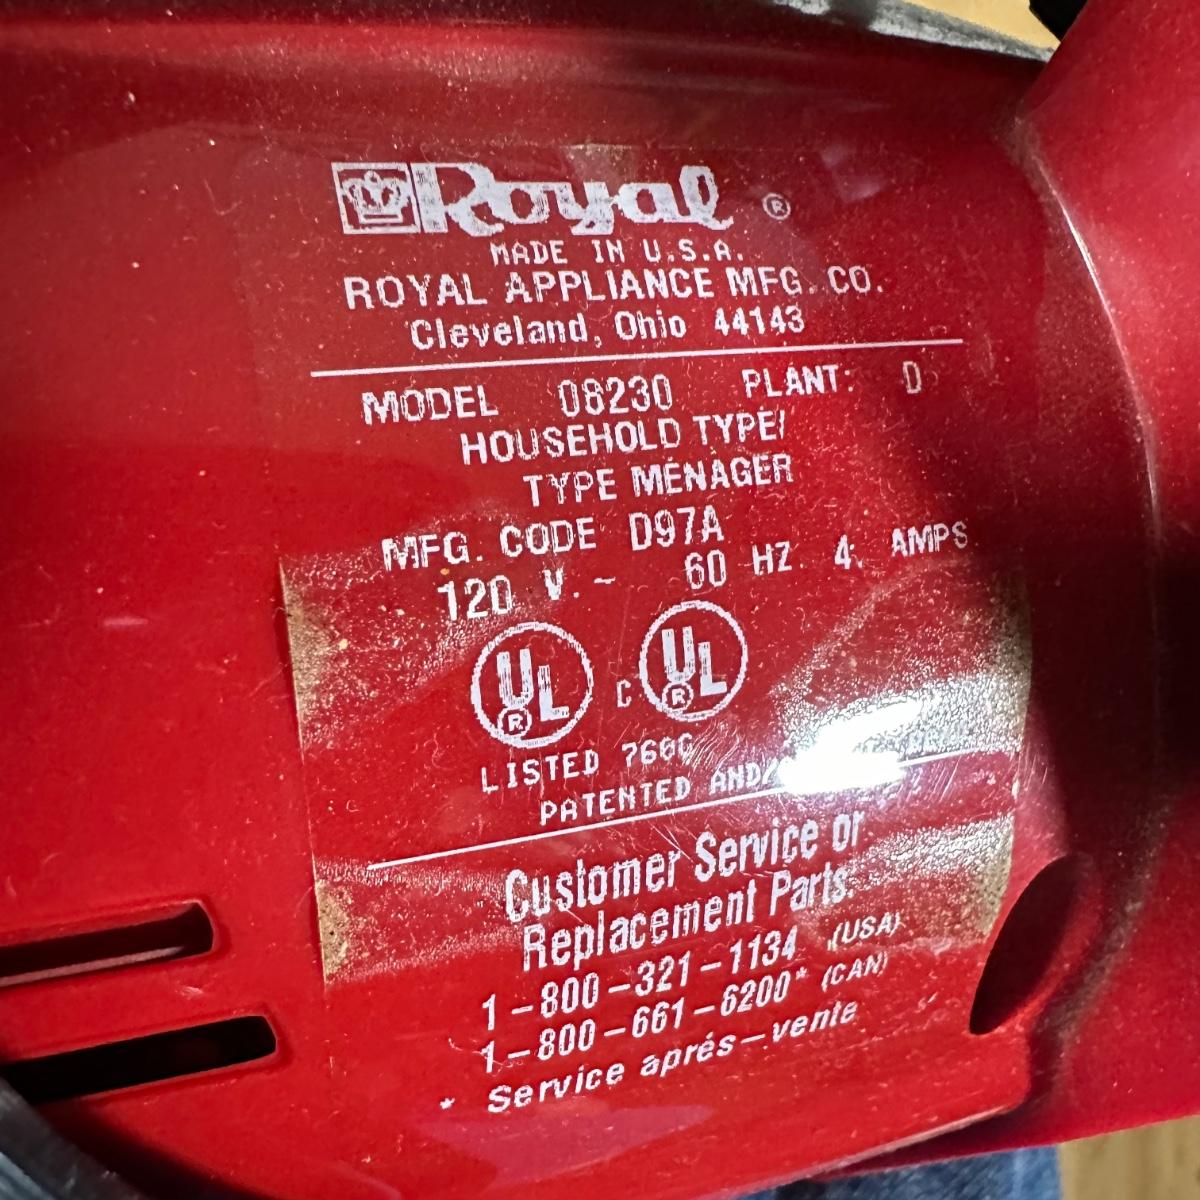 Royal ®
MADE IN U.S.A.
ROYAL APPLIANCE MFG. CO.
Cleveland, Ohio 44143
MODEL 08230 PLANT: D
HOUSEHOLD TYPE/
TYPE MENAGER
MFG. CODE D97A
120 V. ~ 60 HZ. 4. AMPS
UL ® C UL ®
LISTED 760G
PATENTED AND/
Customer Service or
Replacement Parts:
1-800-321-1134 (USA)
1-800-661-6200* (CAN)
* Service aprés-vente